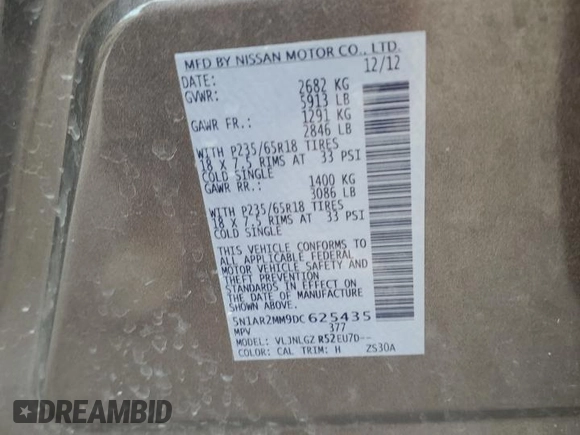 MFD BY NISSAN MOTOR CO., LTD.
DATE: 12/12
GVWR: 2682 KG
5913 LB
GAWR FR.: 1291 KG
2846 LB
WITH P235/65R18 TIRES
18 X 7.5 RIMS AT 33 PSI
COLD SINGLE
GAWR RR.: 1400 KG
3086 LB
WITH P235/65R18 TIRES
18 X 7.5 RIMS AT 33 PSI
COLD SINGLE
THIS VEHICLE CONFORMS TO
ALL APPLICABLE FEDERAL
MOTOR VEHICLE SAFETY AND
THEFT PREVENTION
STANDARDS IN EFFECT ON
THE DATE OF MANUFACTURE
SHOWN ABOVE.
5N1AR2MM9DC625435
MPV 377
MODEL: VLJNLGZ R52EU7D--
COLOR: CAL TRIM: H ZS30A
DREAMBID